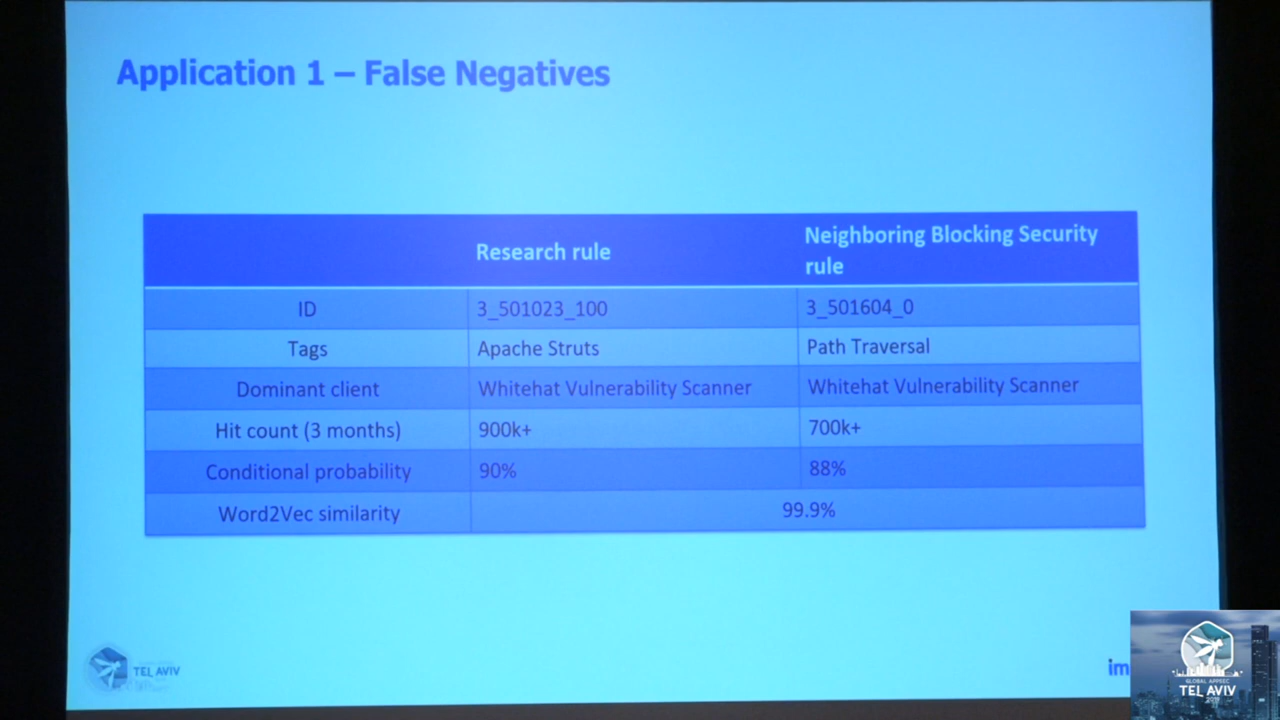 Application 1 – False Negatives
Research rule
Neighboring Blocking Security
rule
ID 3_501023_100 3_501604_0
Tags Apache Struts Path Traversal
Dominant client Whitehat Vulnerability Scanner Whitehat Vulnerability Scanner
Hit count (3 months) 900k+ 700k+
Conditional probability 90% 88%
Word2Vec similarity 99.9%
TEL AVIV
im
GLOBAL APPSEC
TEL AVIV